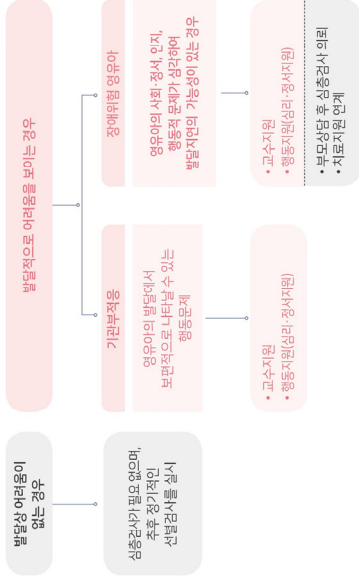 발달상 어려움이
없는 경우
심층검사가 필요 없으며,
추후 정기적인
선별검사를 실시
발달적으로 어려움을 보이는 경우
기관부적응
영유아의 발달에서
보편적으로 나타날 수 있는
행동문제
• 교수지원
• 행동지원(심리·정서지원)
장애위험 영유아
영유아의 사회·정서, 인지,
행동적 문제가 심각하여
발달지연의 가능성이 있는 경우
• 교수지원
• 행동지원(심리·정서지원)
• 부모상담 후 심층검사 의뢰
• 치료지원 연계